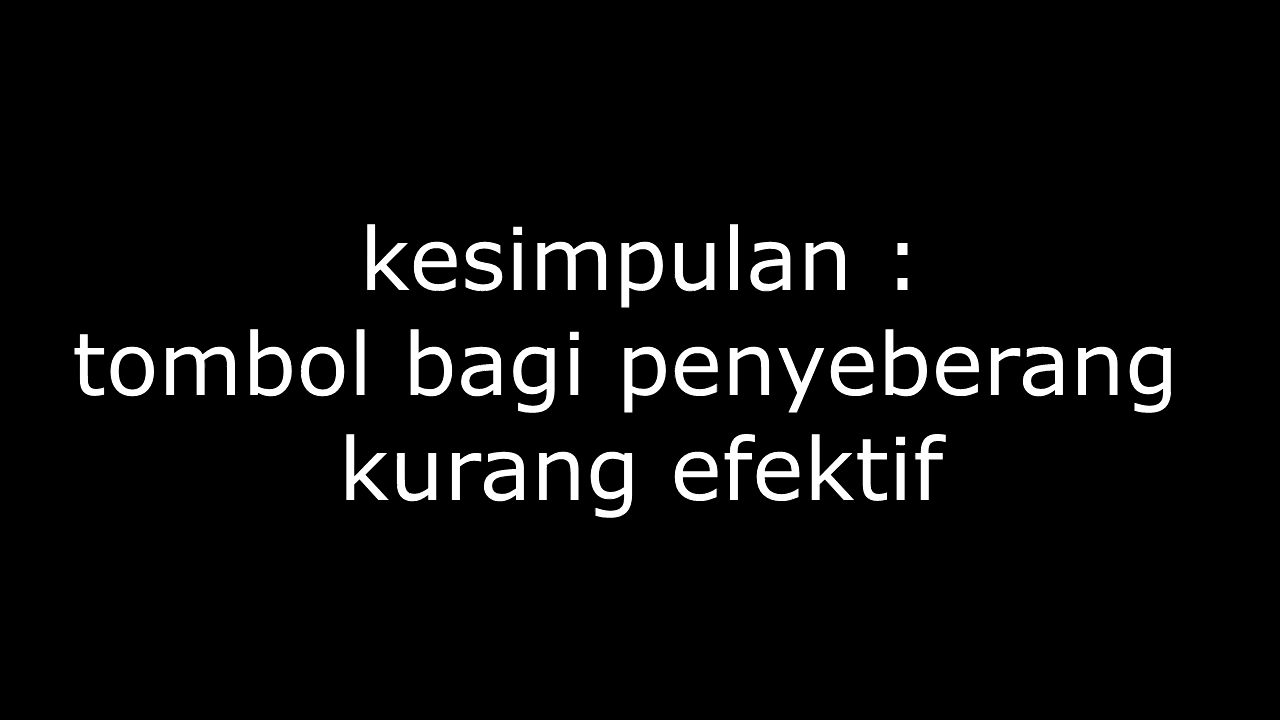 kesimpulan :
tombol bagi penyeberang
kurang efektif